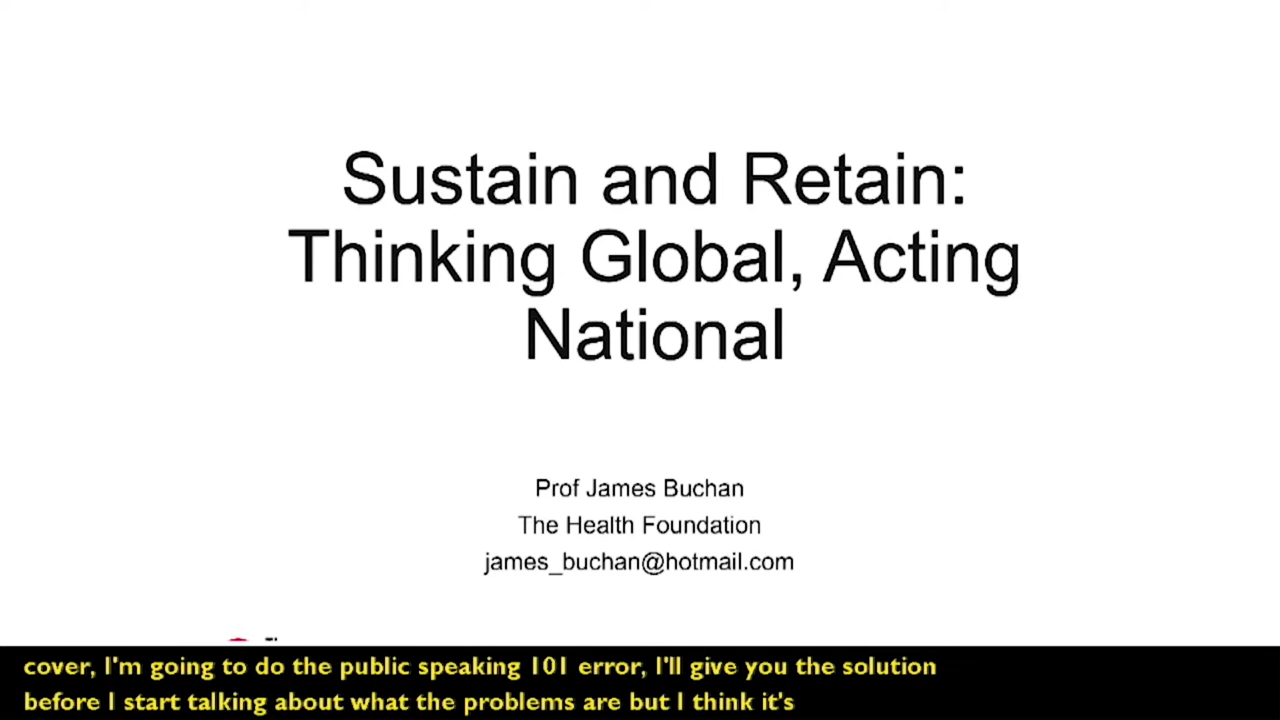 Sustain and Retain:
Thinking Global, Acting
National
Prof James Buchan
The Health Foundation
james_buchan@hotmail.com
cover, I'm going to do the public speaking 101 error, I'll give you the solution
before I start talking about what the problems are but I think it's